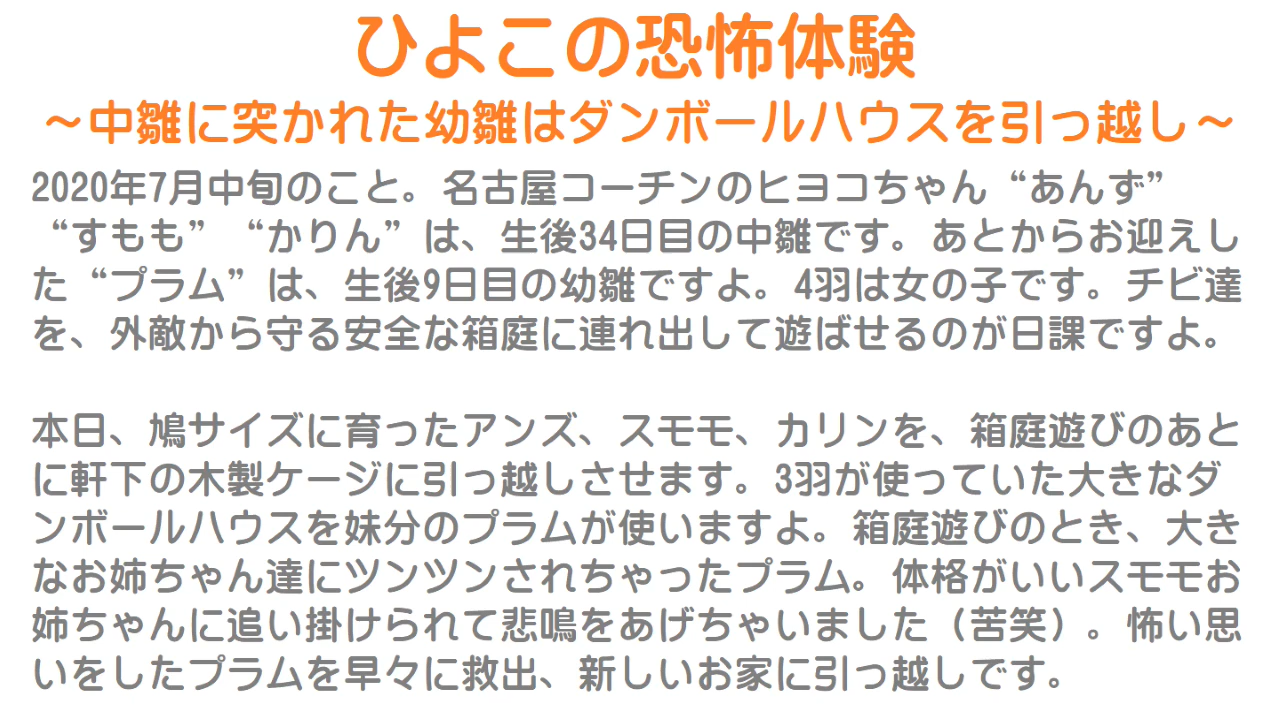 ひよこの恐怖体験
～中雛に突かれた幼雛はダンボールハウスを引っ越し～
2020年7月中旬のこと。名古屋コーチンのヒヨコちゃん“あんず”
“すもも”“かりん”は、生後34日目の中雛です。あとからお迎えし
た“プラム”は、生後9日目の幼雛ですよ。4羽は女の子です。チビ達
を、外敵から守る安全な箱庭に連れ出して遊ばせるのが日課ですよ。
本日、鳩サイズに育ったアンズ、スモモ、カリンを、箱庭遊びのあと
に軒下の木製ケージに引っ越しさせます。3羽が使っていた大きなダ
ンボールハウスを妹分のプラムが使いますよ。箱庭遊びのとき、大き
なお姉ちゃん達にツンツンされちゃったプラム。体格がいいスモモお
姉ちゃんに追い掛けられて悲鳴をあげちゃいました（苦笑）。怖い思
いをしたプラムを早々に救出、新しいお家に引っ越しです。